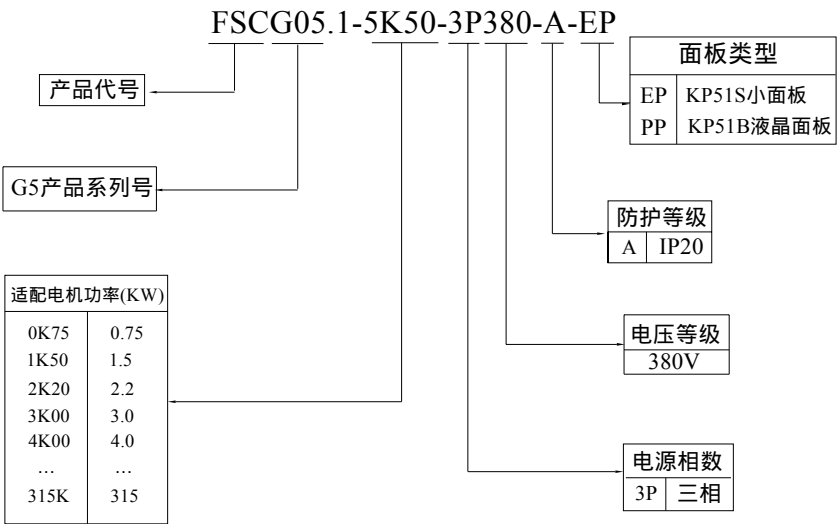 FSCG05.1-5K50-3P380-A-EP
面板类型
EP KP51S小面板
PP KP51B液晶面板
产品代号
G5产品系列号
防护等级
A IP20
适配电机功率(KW)
0K75 0.75
1K50 1.5
2K20 2.2
3K00 3.0
4K00 4.0
... ...
315K 315
电压等级
380V
电源相数
3P 三相